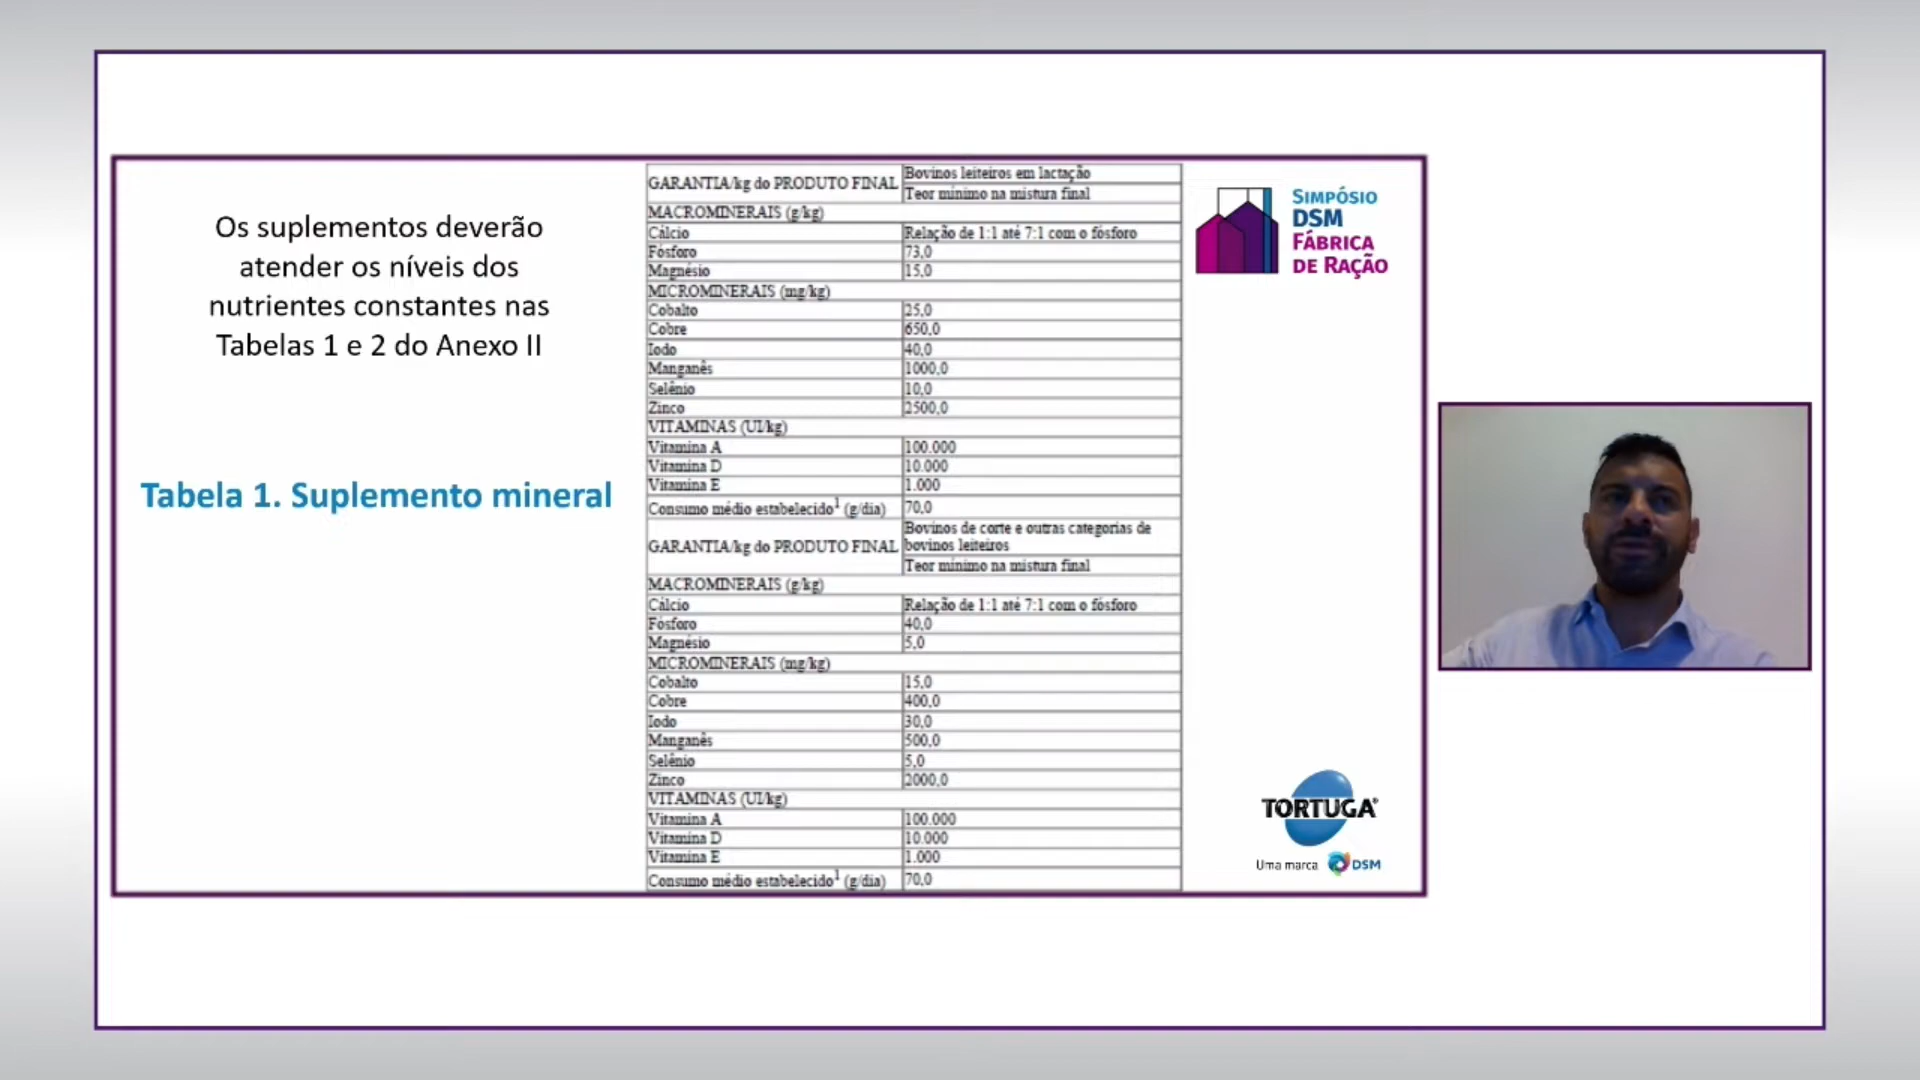 Os suplementos deverão
atender os níveis dos
nutrientes constantes nas
Tabelas 1 e 2 do Anexo II
Tabela 1. Suplemento mineral
GARANTIA/kg do PRODUTO FINAL
Bovinos leiteiros em lactação
Teor mínimo na mistura final
MACROMINERAIS (g/kg)
Cálcio Relação de 1:1 até 7:1 com o fósforo
Fósforo 73,0
Magnésio 15,0
MICROMINERAIS (mg/kg)
Cobalto 25,0
Cobre 650,0
Iodo 40,0
Manganês 1000,0
Selênio 10,0
Zinco 2500,0
VITAMINAS (UI/kg)
Vitamina A 100.000
Vitamina D 10.000
Vitamina E 1.000
Consumo médio estabelecido¹ (g/dia) 70,0
GARANTIA/kg do PRODUTO FINAL
Bovinos de corte e outras categorias de
bovinos leiteiros
Teor mínimo na mistura final
MACROMINERAIS (g/kg)
Cálcio Relação de 1:1 até 7:1 com o fósforo
Fósforo 40,0
Magnésio 5,0
MICROMINERAIS (mg/kg)
Cobalto 15,0
Cobre 400,0
Iodo 30,0
Manganês 500,0
Selênio 5,0
Zinco 2000,0
VITAMINAS (UI/kg)
Vitamina A 100.000
Vitamina D 10.000
Vitamina E 1.000
Consumo médio estabelecido¹ (g/dia) 70,0
SIMPÓSIO
DSM
FÁBRICA
DE RAÇÃO
TORTUGA®
Uma marca DSM